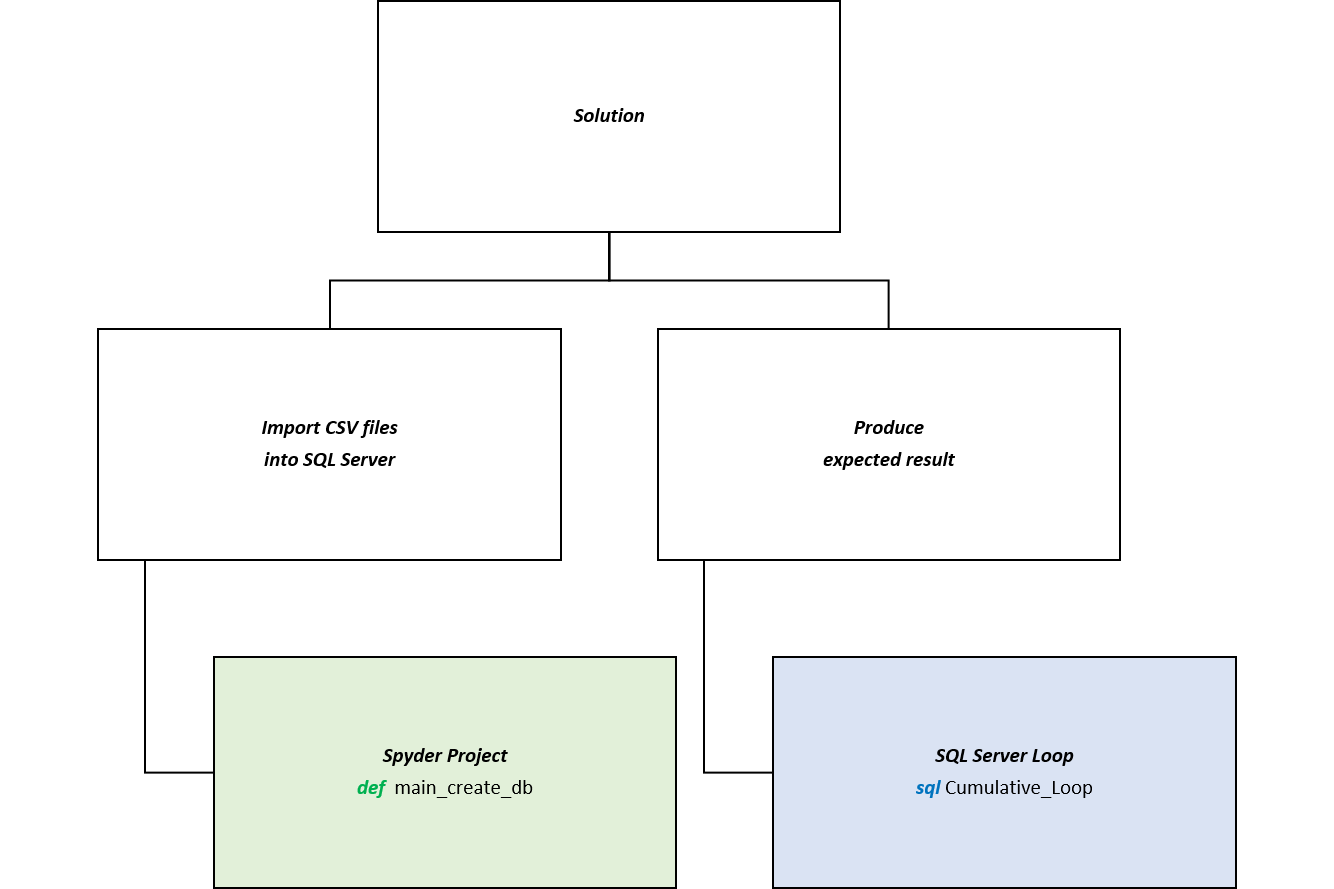 Solution
Import CSV files
into SQL Server
Produce
expected result
Spyder Project
def main_create_db
SQL Server Loop
sql Cumulative_Loop